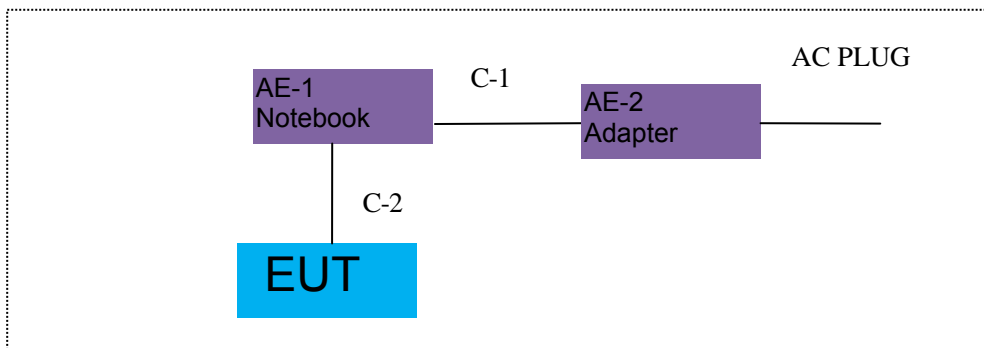 AC PLUG
C-1
AE-1
Notebook
AE-2
Adapter
C-2
EUT